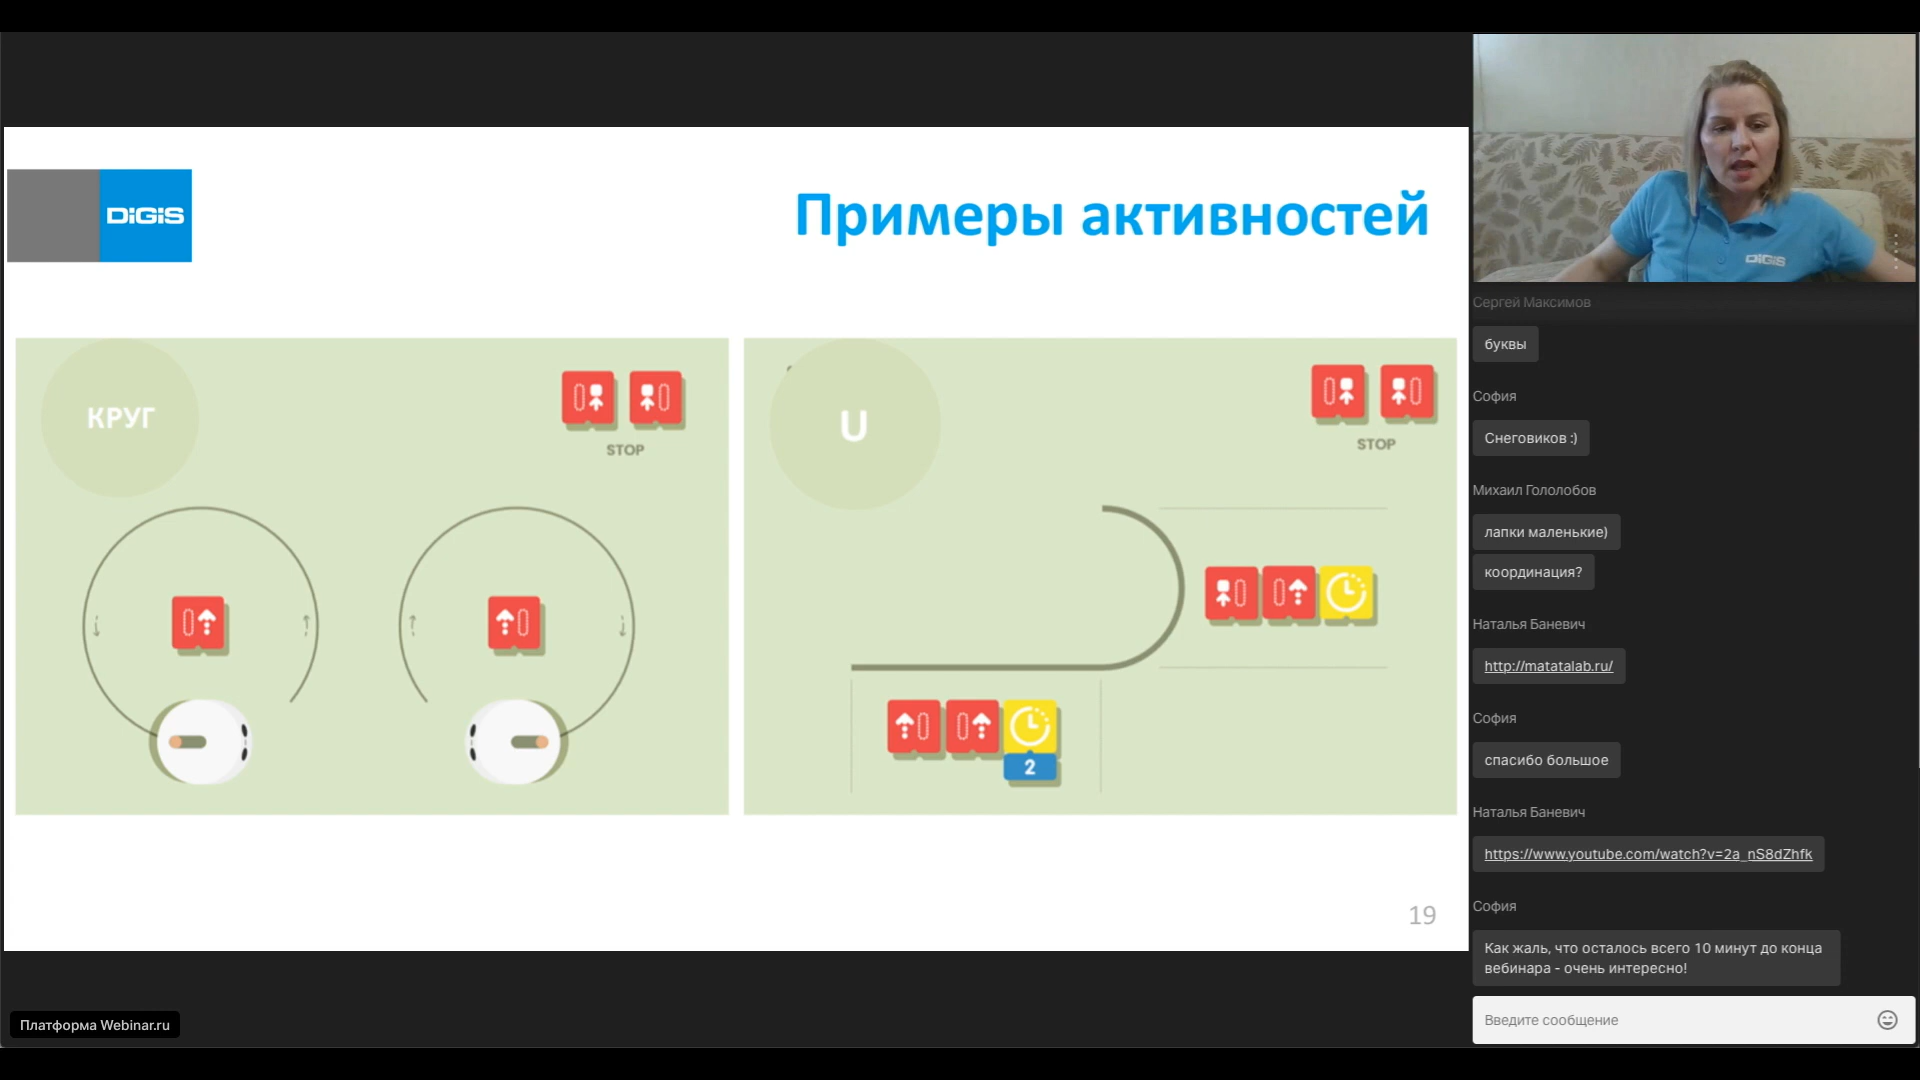 DiGiS
Примеры активностей
КРУГ
STOP
U
STOP
2
19
DiGiS
Сергей Максимов
буквы
София
Снеговиков :)
Михаил Гололобов
лапки маленькие)
координация?
Наталья Баневич
http://matatalab.ru/
София
спасибо большое
Наталья Баневич
https://www.youtube.com/watch?v=2a_nS8dZhfk
София
Как жаль, что осталось всего 10 минут до конца
вебинара - очень интересно!
Введите сообщение
Платформа Webinar.ru